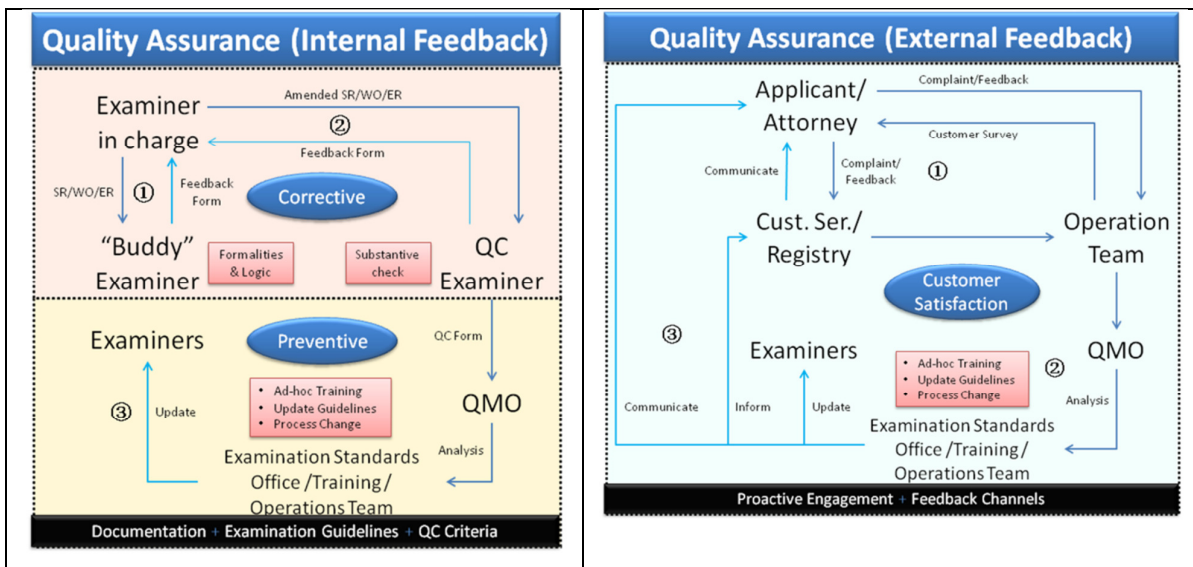 Quality Assurance (Internal Feedback)
Examiner
in charge
Amended SR/WO/ER
②
Feedback Form
SR/WO/ER
①
Feedback
Form
Corrective
"Buddy"
Examiner
Formalities
& Logic
Substantive
check
QC
Examiner
Examiners
Preventive
QC Form
• Ad-hoc Training
• Update Guidelines
• Process Change
QMO
③
Update
Analysis
Examination Standards
Office /Training /
Operations Team
Documentation + Examination Guidelines + QC Criteria
Quality Assurance (External Feedback)
Applicant/
Attorney
Complaint/Feedback
Customer Survey
Communicate
Complaint/
Feedback
①
Cust. Ser./
Registry
Operation
Team
Customer
Satisfaction
③
Examiners
• Ad-hoc Training
• Update Guidelines
• Process Change
②
QMO
Communicate
Inform
Update
Analysis
Examination Standards
Office /Training /
Operations Team
Proactive Engagement + Feedback Channels